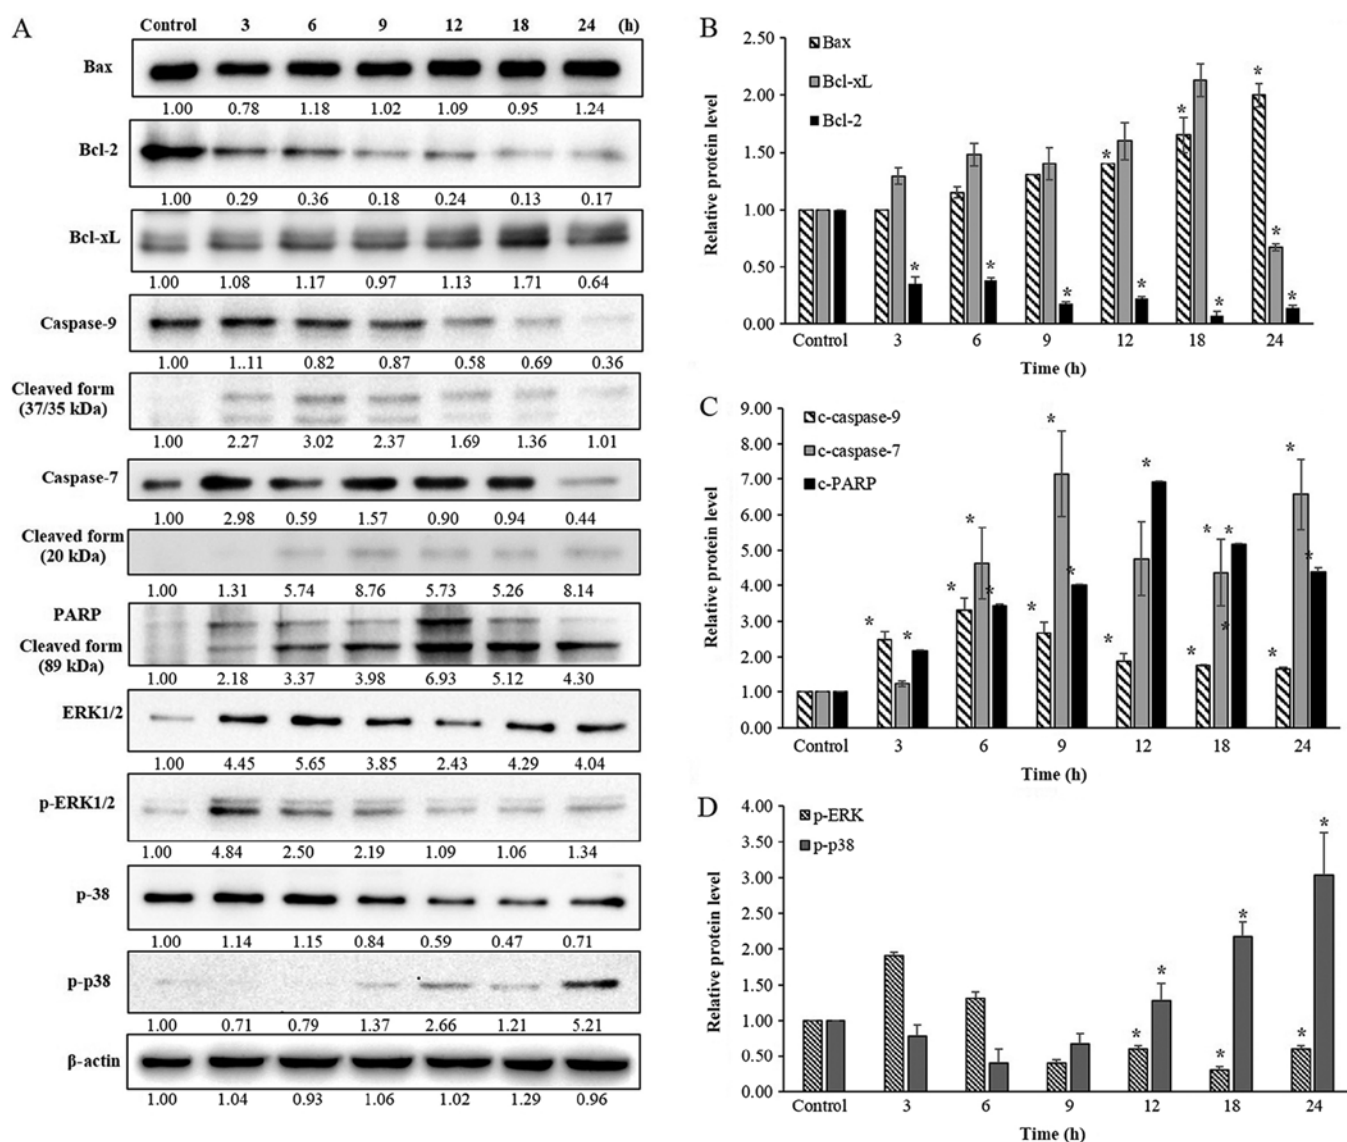 A
Control 3 6 9 12 18 24 (h)
Bax
1.00 0.78 1.18 1.02 1.09 0.95 1.24
Bcl-2
1.00 0.29 0.36 0.18 0.24 0.13 0.17
Bcl-xL
1.00 1.08 1.17 0.97 1.13 1.71 0.64
Caspase-9
1.00 1..11 0.82 0.87 0.58 0.69 0.36
Cleaved form
(37/35 kDa)
1.00 2.27 3.02 2.37 1.69 1.36 1.01
Caspase-7
1.00 2.98 0.59 1.57 0.90 0.94 0.44
Cleaved form
(20 kDa)
1.00 1.31 5.74 8.76 5.73 5.26 8.14
PARP
Cleaved form
(89 kDa)
1.00 2.18 3.37 3.98 6.93 5.12 4.30
ERK1/2
1.00 4.45 5.65 3.85 2.43 4.29 4.04
p-ERK1/2
1.00 4.84 2.50 2.19 1.09 1.06 1.34
p-38
1.00 1.14 1.15 0.84 0.59 0.47 0.71
p-p38
1.00 0.71 0.79 1.37 2.66 1.21 5.21
β-actin
1.00 1.04 0.93 1.06 1.02 1.29 0.96
B
Relative protein level
2.50
2.00
1.50
1.00
0.50
0.00
Bax
Bcl-xL
Bcl-2
* * * * * * * * * *
Control 3 6 9 12 18 24
Time (h)
C
Relative protein level
9.00
8.00
7.00
6.00
5.00
4.00
3.00
2.00
1.00
0.00
c-caspase-9
c-caspase-7
c-PARP
* * * * * * * * * * * * * * * * *
Control 3 6 9 12 18 24
Time (h)
D
Relative protein level
4.00
3.50
3.00
2.50
2.00
1.50
1.00
0.50
0.00
p-ERK
p-p38
* * * * * *
Control 3 6 9 12 18 24
Time (h)